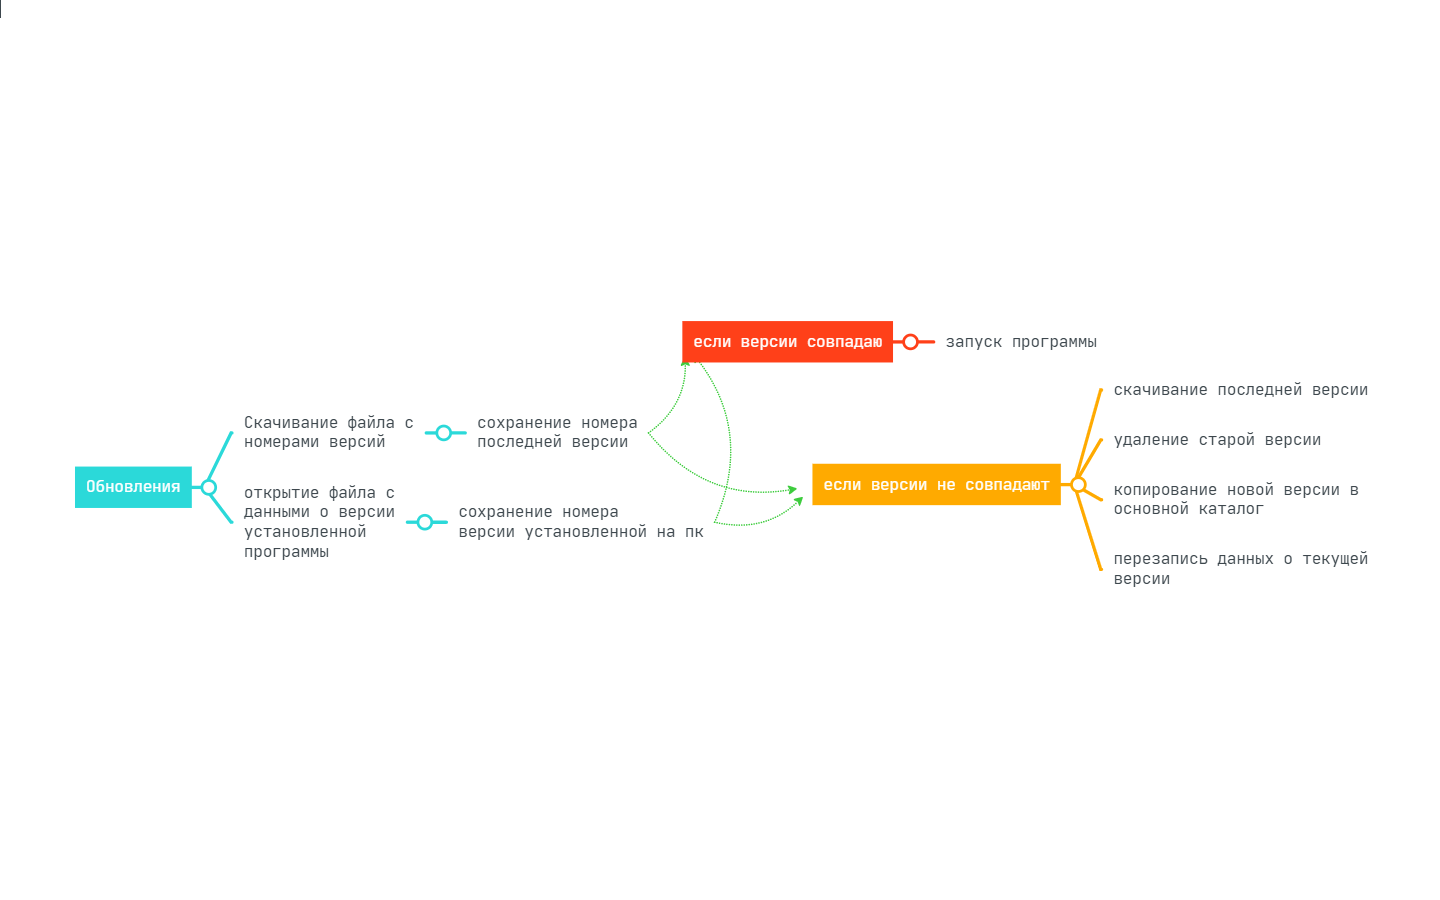 Обновления
Скачивание файла с
номерами версий
сохранение номера
последней версии
открытие файла с
данными о версии
установленной
программы
сохранение номера
версии установленной на пк
если версии совпадаю
запуск программы
если версии не совпадают
скачивание последней версии
удаление старой версии
копирование новой версии в
основной каталог
перезапись данных о текущей
версии